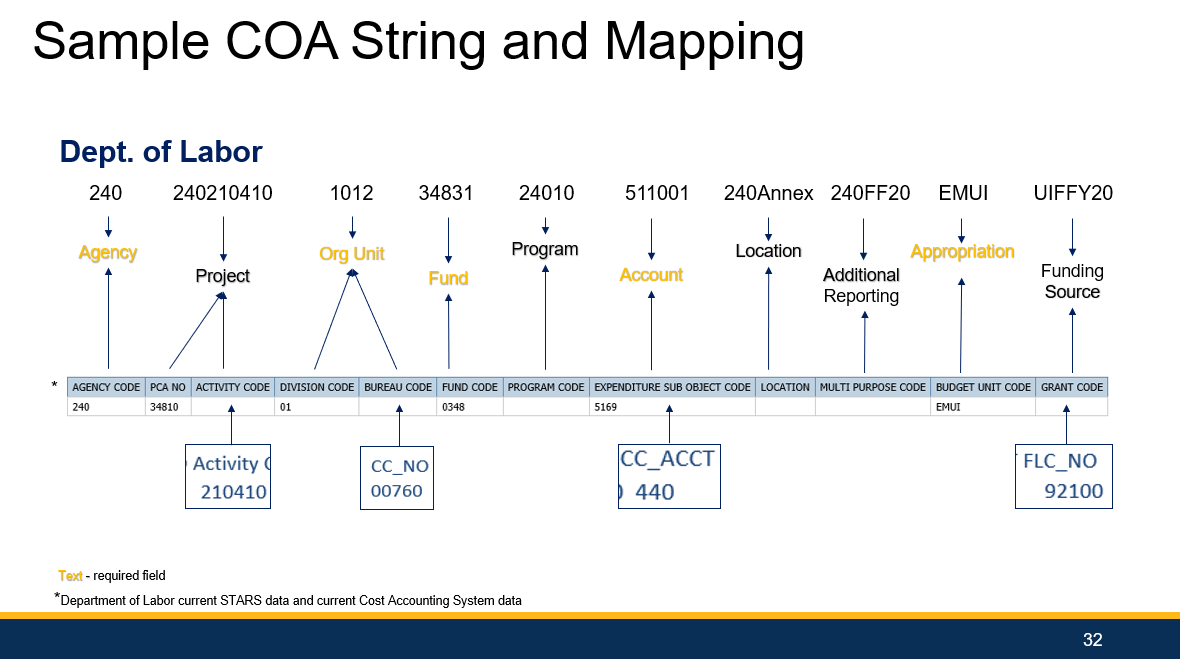 Sample COA String and Mapping
Dept. of Labor
240 240210410 1012 34831 24010 511001 240Annex 240FF20 EMUI UIFFY20
Agency
Project
Org Unit
Fund
Program
Account
Location
Additional
Reporting
Appropriation
Funding
Source
* AGENCY CODE PCA NO ACTIVITY CODE DIVISION CODE BUREAU CODE FUND CODE PROGRAM CODE EXPENDITURE SUB OBJECT CODE LOCATION MULTI PURPOSE CODE BUDGET UNIT CODE GRANT CODE
240 34810 01 0348 5169 EMUI
Activity
210410
CC_NO
00760
CC_ACCT
440
FLC_NO
92100
Text - required field
*Department of Labor current STARS data and current Cost Accounting System data
32